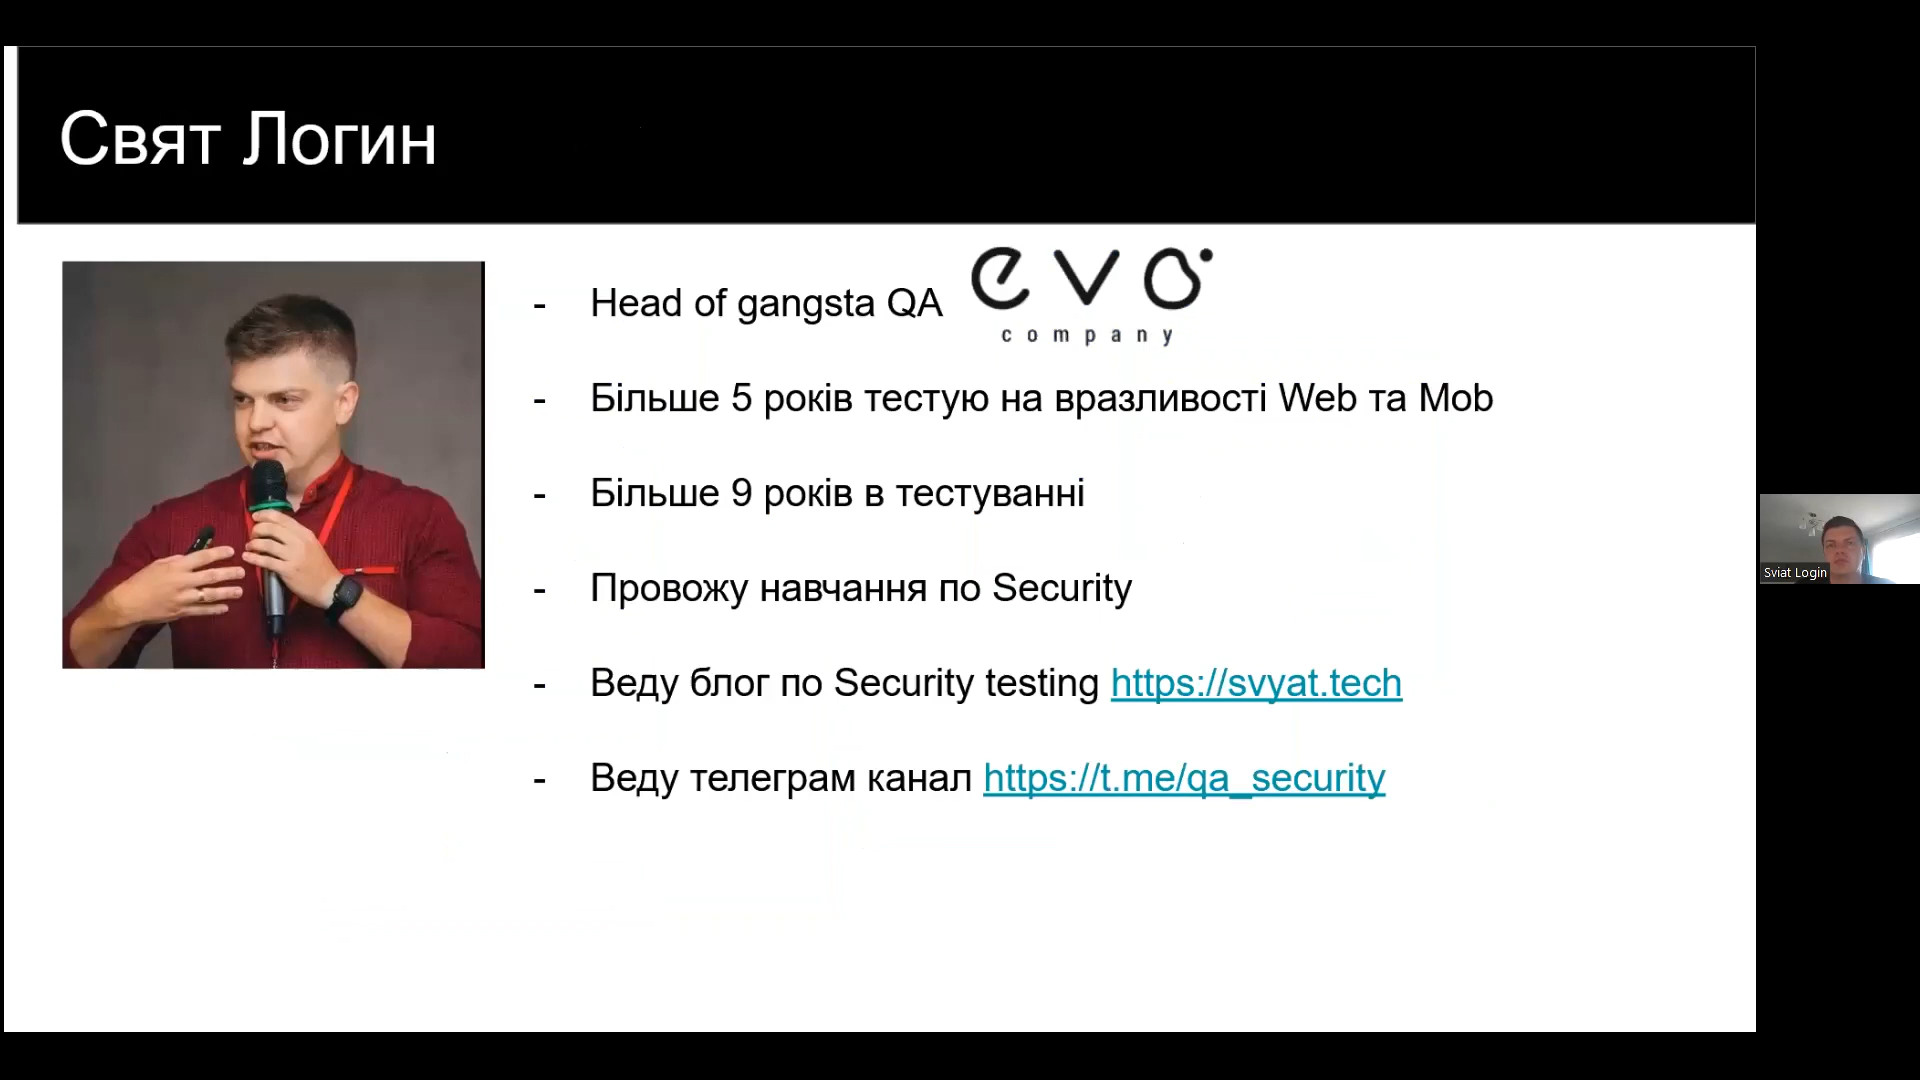 Свят Логин
- Head of gangsta QA
evo
company
- Більше 5 років тестую на вразливості Web та Mob
- Більше 9 років в тестуванні
- Провожу навчання по Security
- Веду блог по Security testing https://svyat.tech
- Веду телеграм канал https://t.me/qa_security
Sviat Login